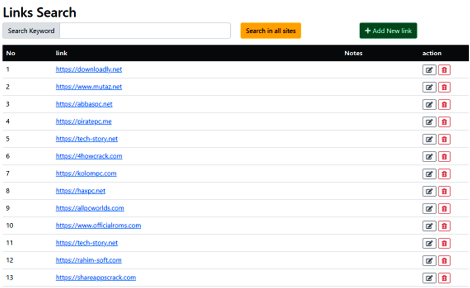 Links Search
Search Keyword Search in all sites + Add New link
No link Notes action
1 https://downloadly.net
2 https://www.mutaz.net
3 https://abbaspc.net
4 https://piratepc.me
5 https://tech-story.net
6 https://4howcrack.com
7 https://kolompc.com
8 https://haxpc.net
9 https://allpcworlds.com
10 https://www.officialroms.com
11 https://tech-story.net
12 https://rahim-soft.com
13 https://shareappscrack.com